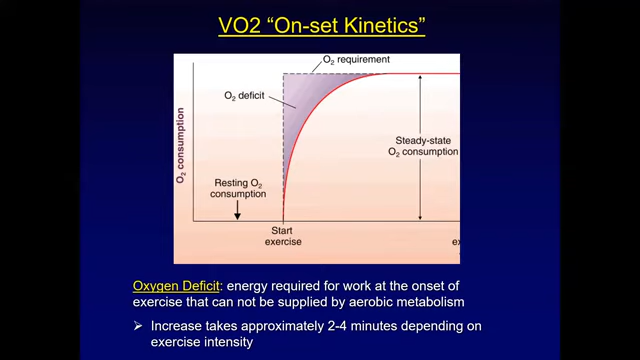 VO2 “On-set Kinetics”
O2 requirement
O2 deficit
O2 consumption
Steady-state
O2 consumption
Resting O2
consumption
Start
exercise
Oxygen Deficit: energy required for work at the onset of
exercise that can not be supplied by aerobic metabolism
➢ Increase takes approximately 2-4 minutes depending on
exercise intensity